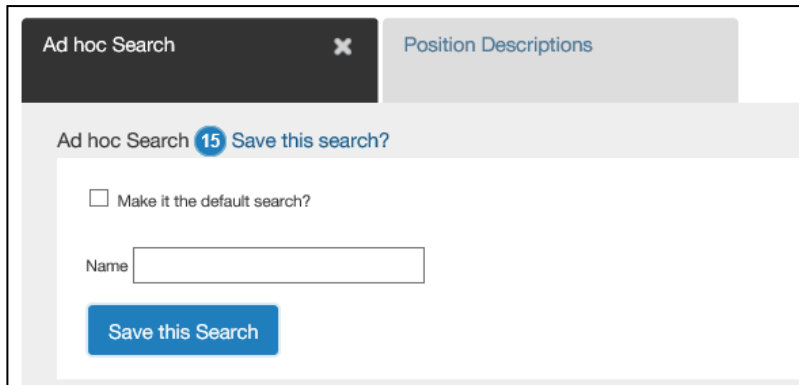 Ad hoc Search
Position Descriptions
Ad hoc Search 15 Save this search?
Make it the default search?
Name
Save this Search